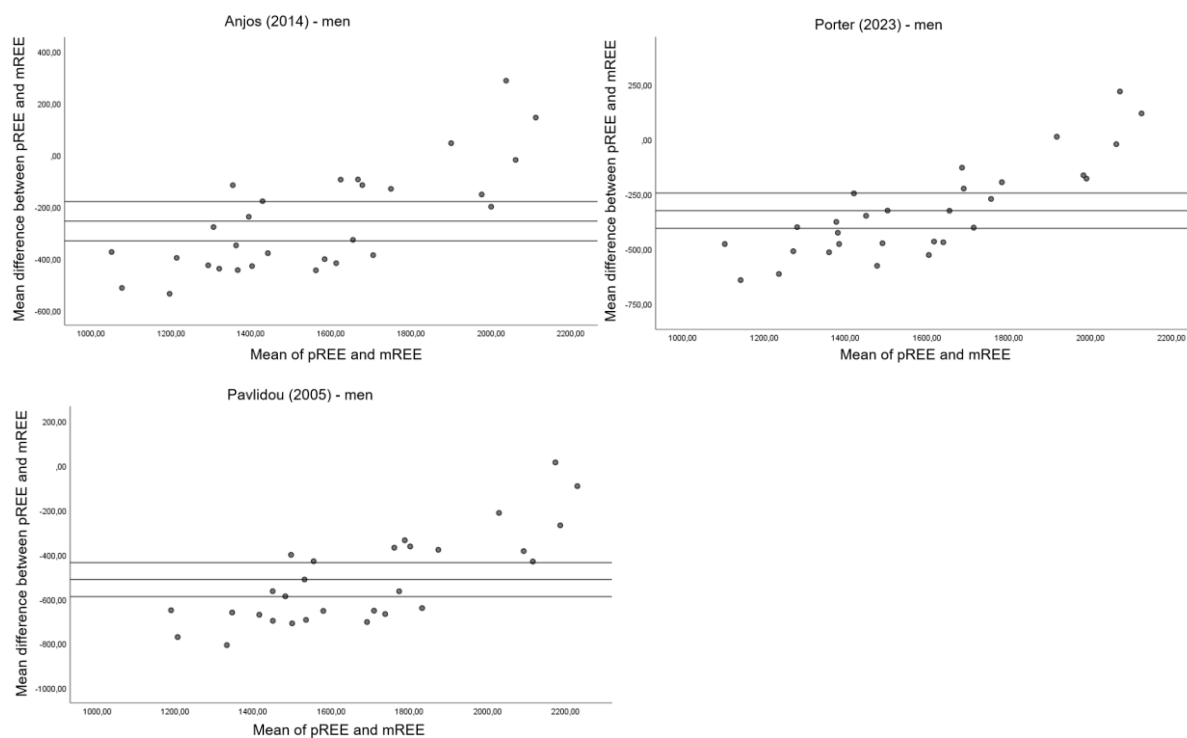 Anjos (2014) - men
Mean difference between pREE and mREE
400,00
200,00
,00
-200,00
-400,00
-600,00
1000,00 1200,00 1400,00 1600,00 1800,00 2000,00 2200,00
Mean of pREE and mREE
Porter (2023) - men
Mean difference between pREE and mREE
250,00
,00
-250,00
-500,00
-750,00
1000,00 1200,00 1400,00 1600,00 1800,00 2000,00 2200,00
Mean of pREE and mREE
Pavlidou (2005) - men
Mean difference between pREE and mREE
200,00
,00
-200,00
-400,00
-600,00
-800,00
-1000,00
1000,00 1200,00 1400,00 1600,00 1800,00 2000,00 2200,00
Mean of pREE and mREE